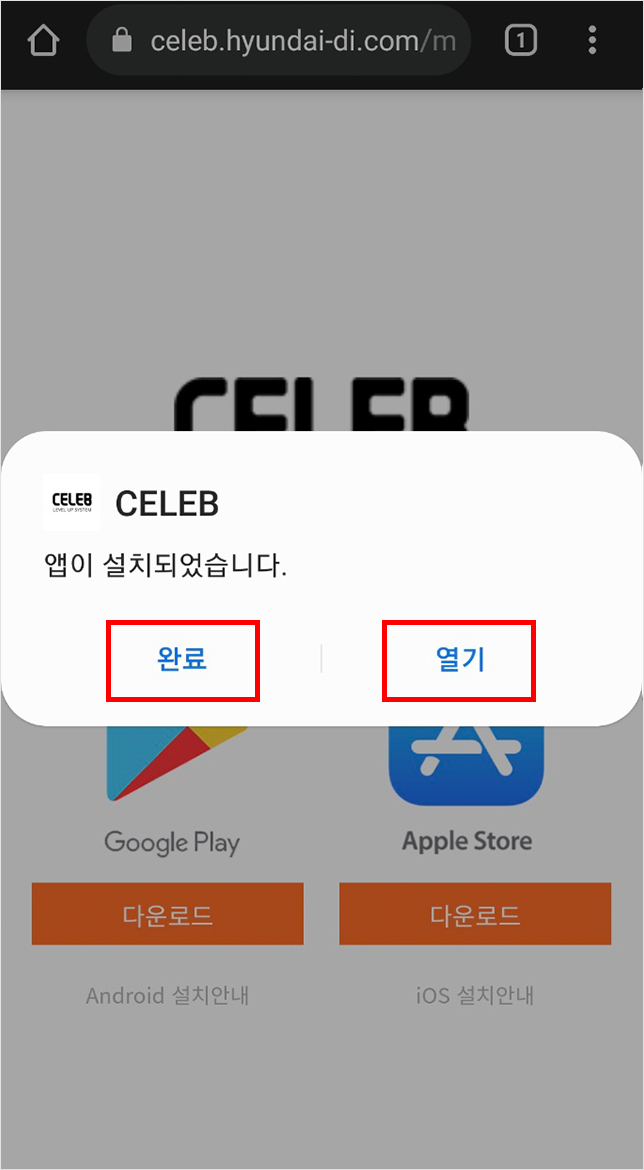 celeb.hyundai-di.com/m
1
CELEB
CELEB
LEVEL UP SYSTEM
CELEB
앱이 설치되었습니다.
완료
열기
Google Play
Apple Store
다운로드
다운로드
Android 설치안내
iOS 설치안내